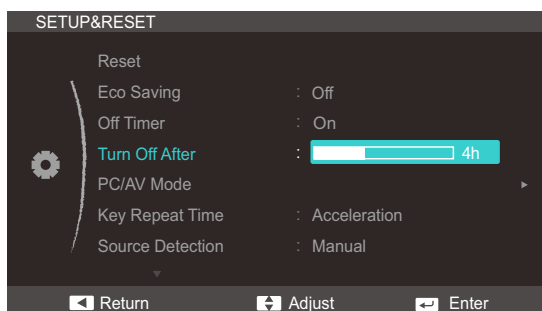 SETUP&RESET
Reset
Eco Saving : Off
Off Timer : On
Turn Off After : 4h
PC/AV Mode
Key Repeat Time : Acceleration
Source Detection : Manual
Return Adjust Enter